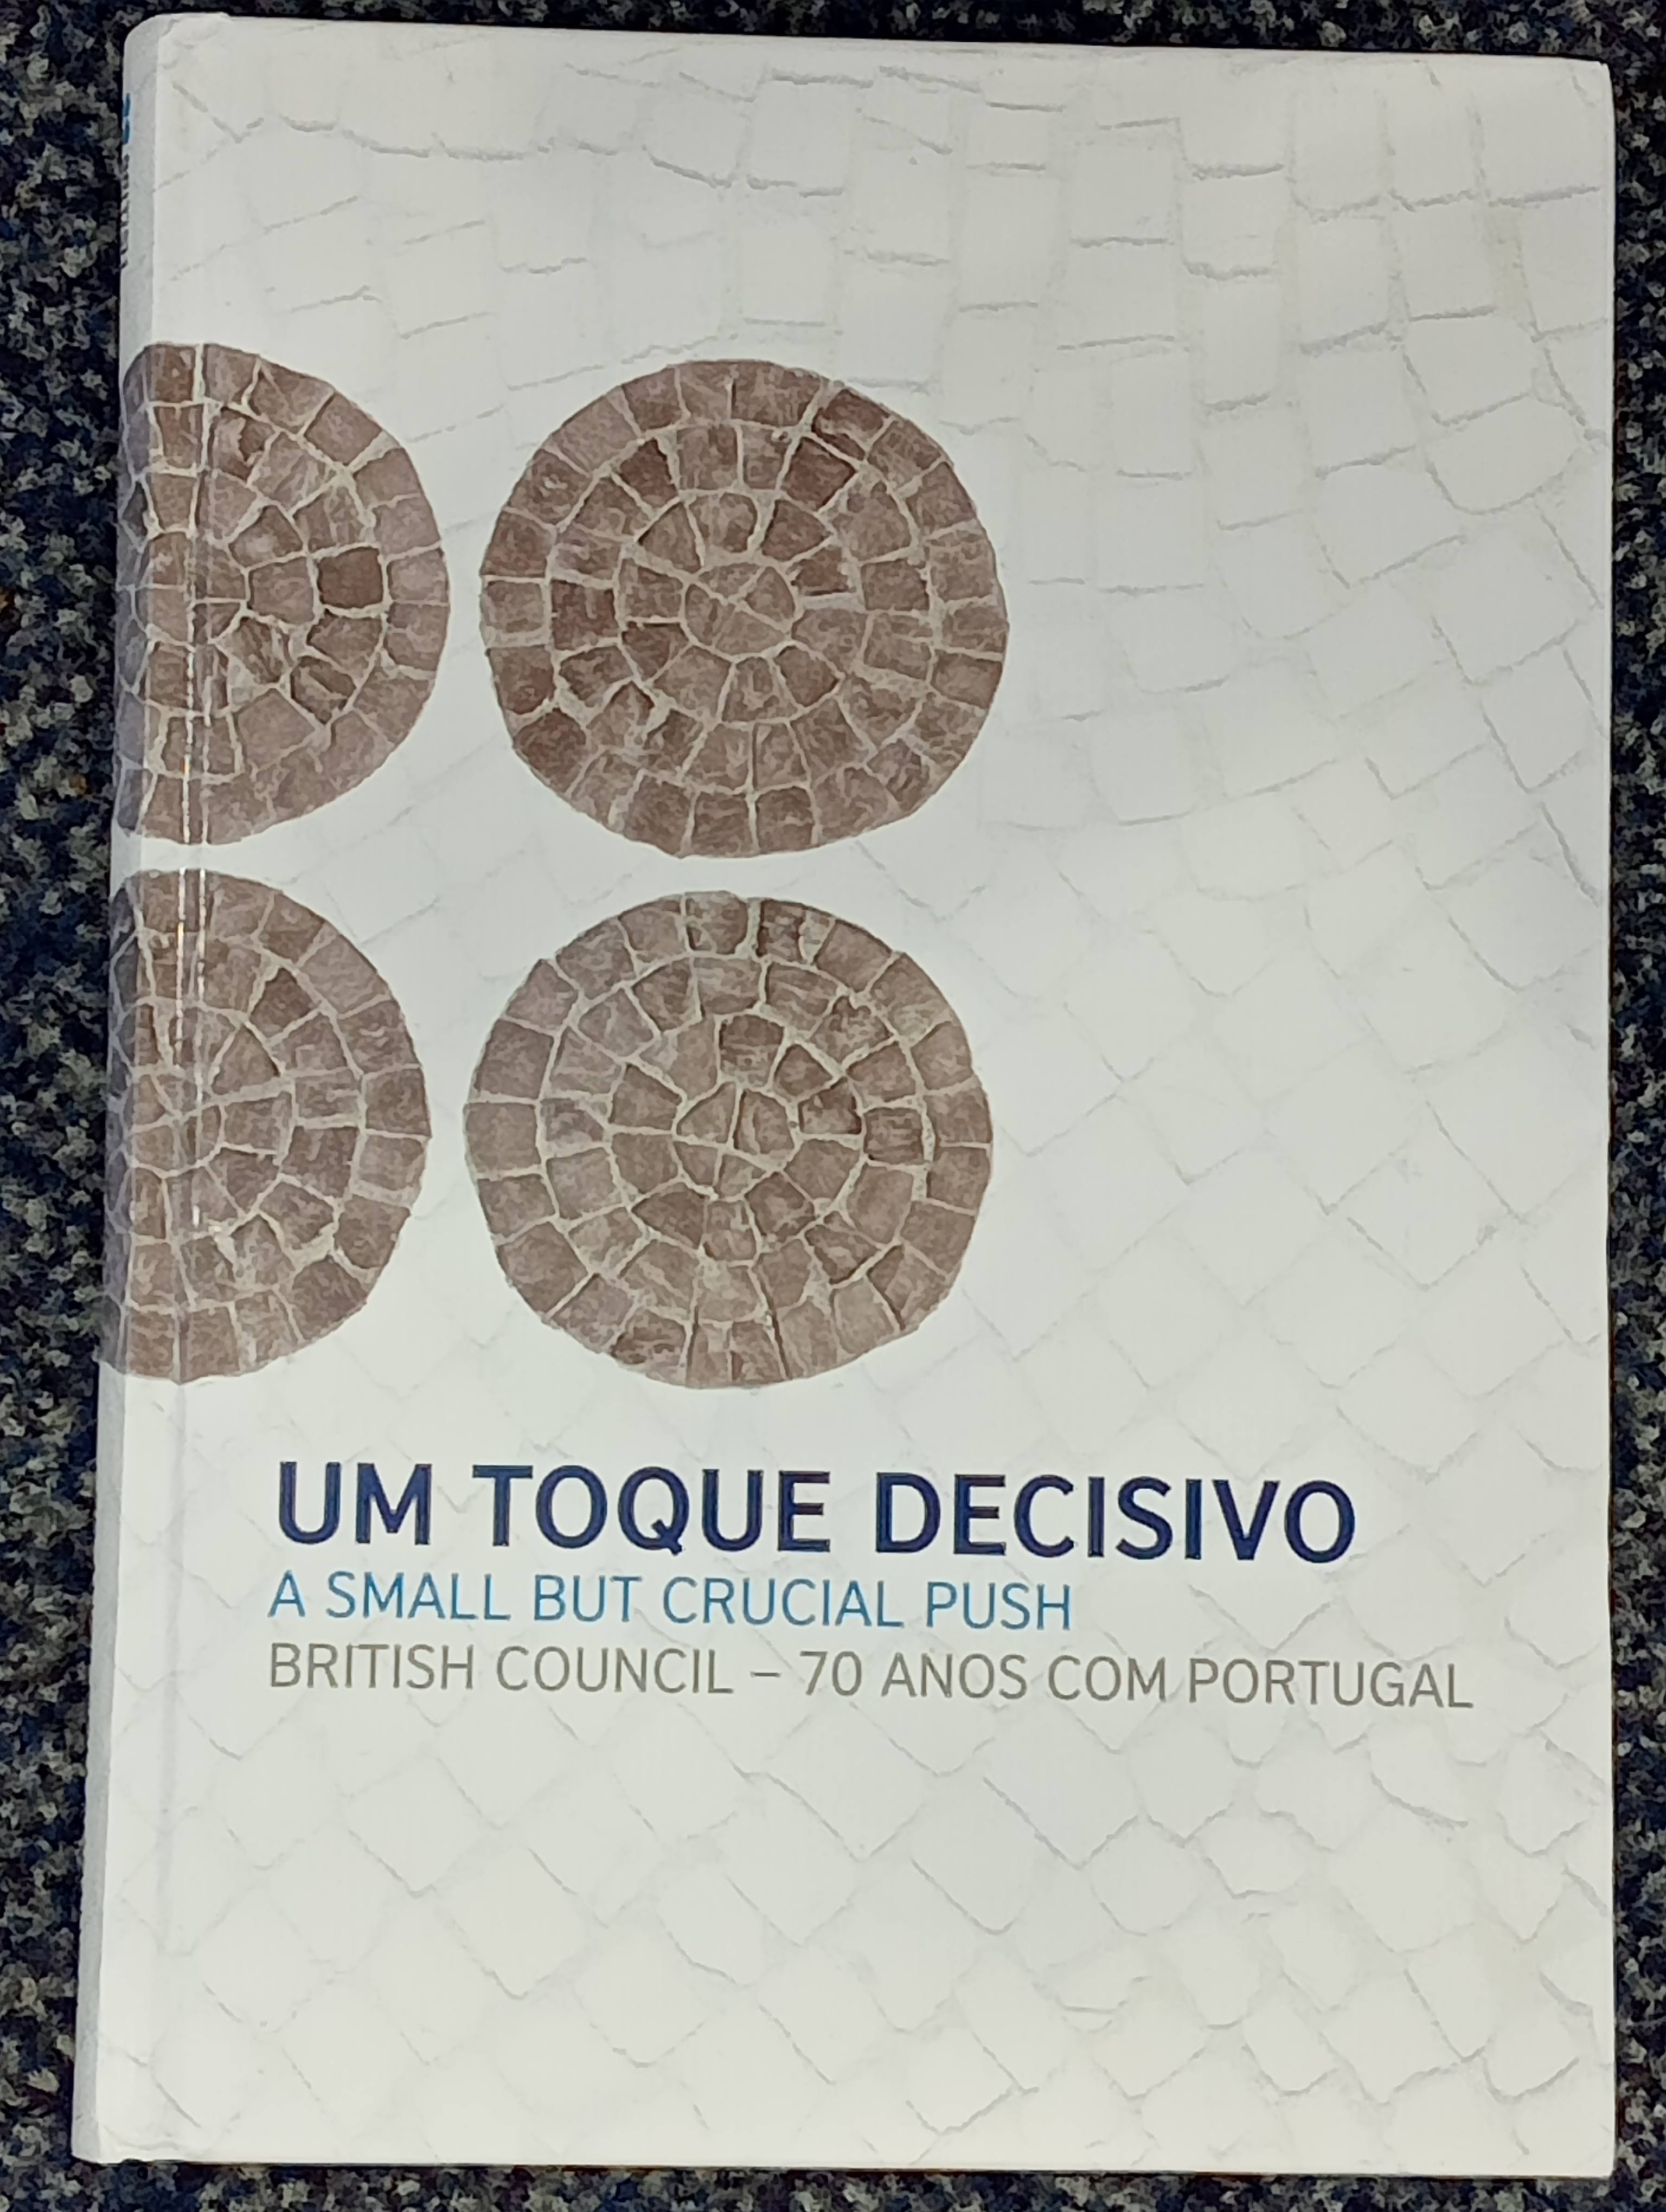 UM TOQUE DECISIVO
A SMALL BUT CRUCIAL PUSH
BRITISH COUNCIL – 70 ANOS COM PORTUGAL